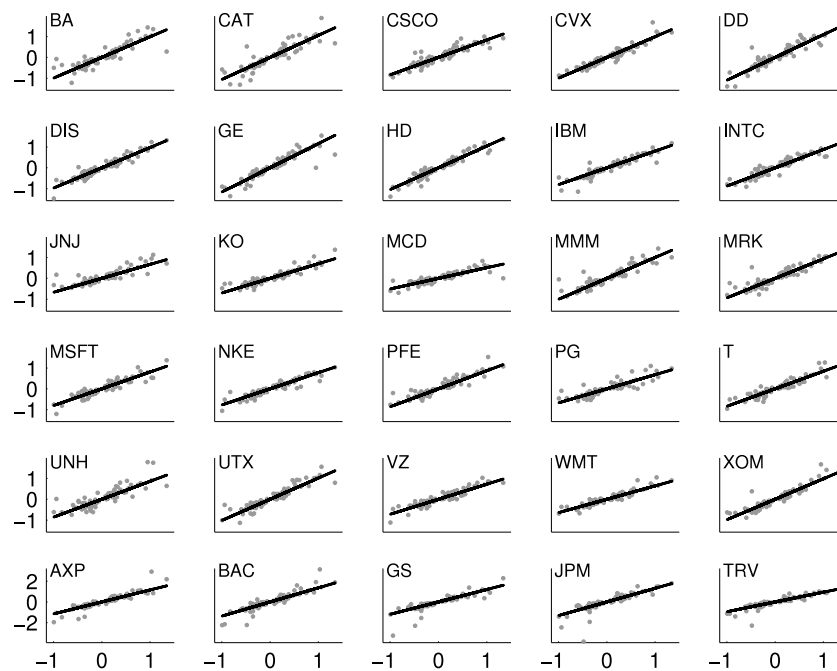 BA CAT CSCO CVX DD
1
0
−1
DIS GE HD IBM INTC
1
0
−1
JNJ KO MCD MMM MRK
1
0
−1
MSFT NKE PFE PG T
1
0
−1
UNH UTX VZ WMT XOM
1
0
−1
AXP BAC GS JPM TRV
2
0
−2
−1 0 1 −1 0 1 −1 0 1 −1 0 1 −1 0 1